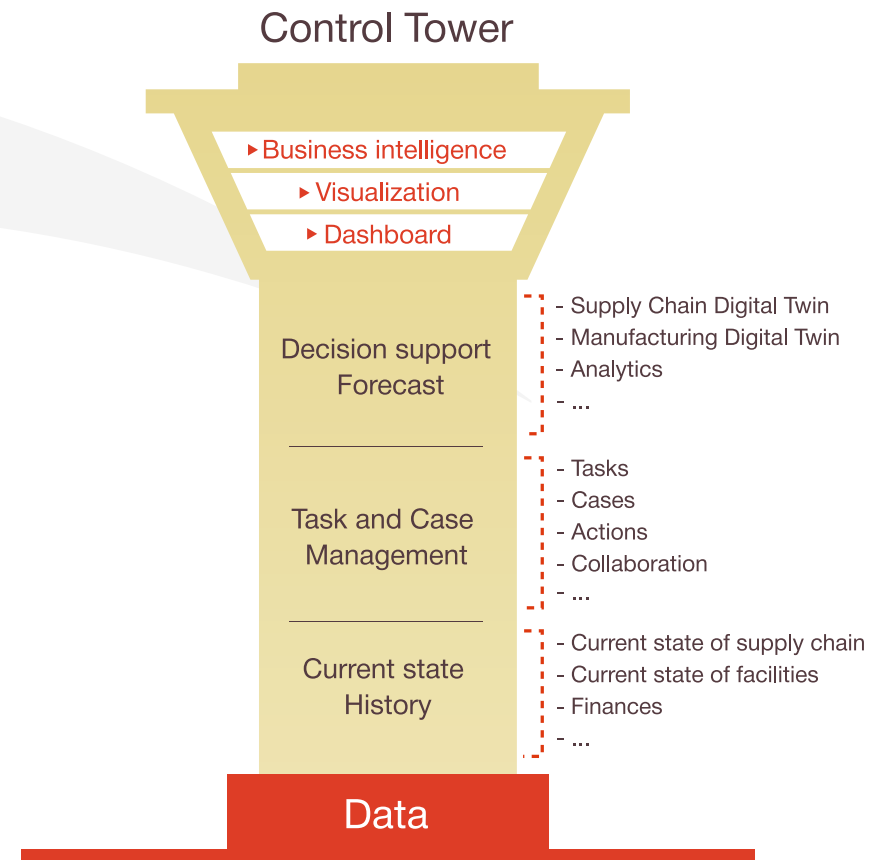 Control Tower
▸Business intelligence
▸Visualization
▸Dashboard
Decision support
Forecast
- Supply Chain Digital Twin
- Manufacturing Digital Twin
- Analytics
- ...
Task and Case
Management
- Tasks
- Cases
- Actions
- Collaboration
- ...
Current state
History
- Current state of supply chain
- Current state of facilities
- Finances
- ...
Data